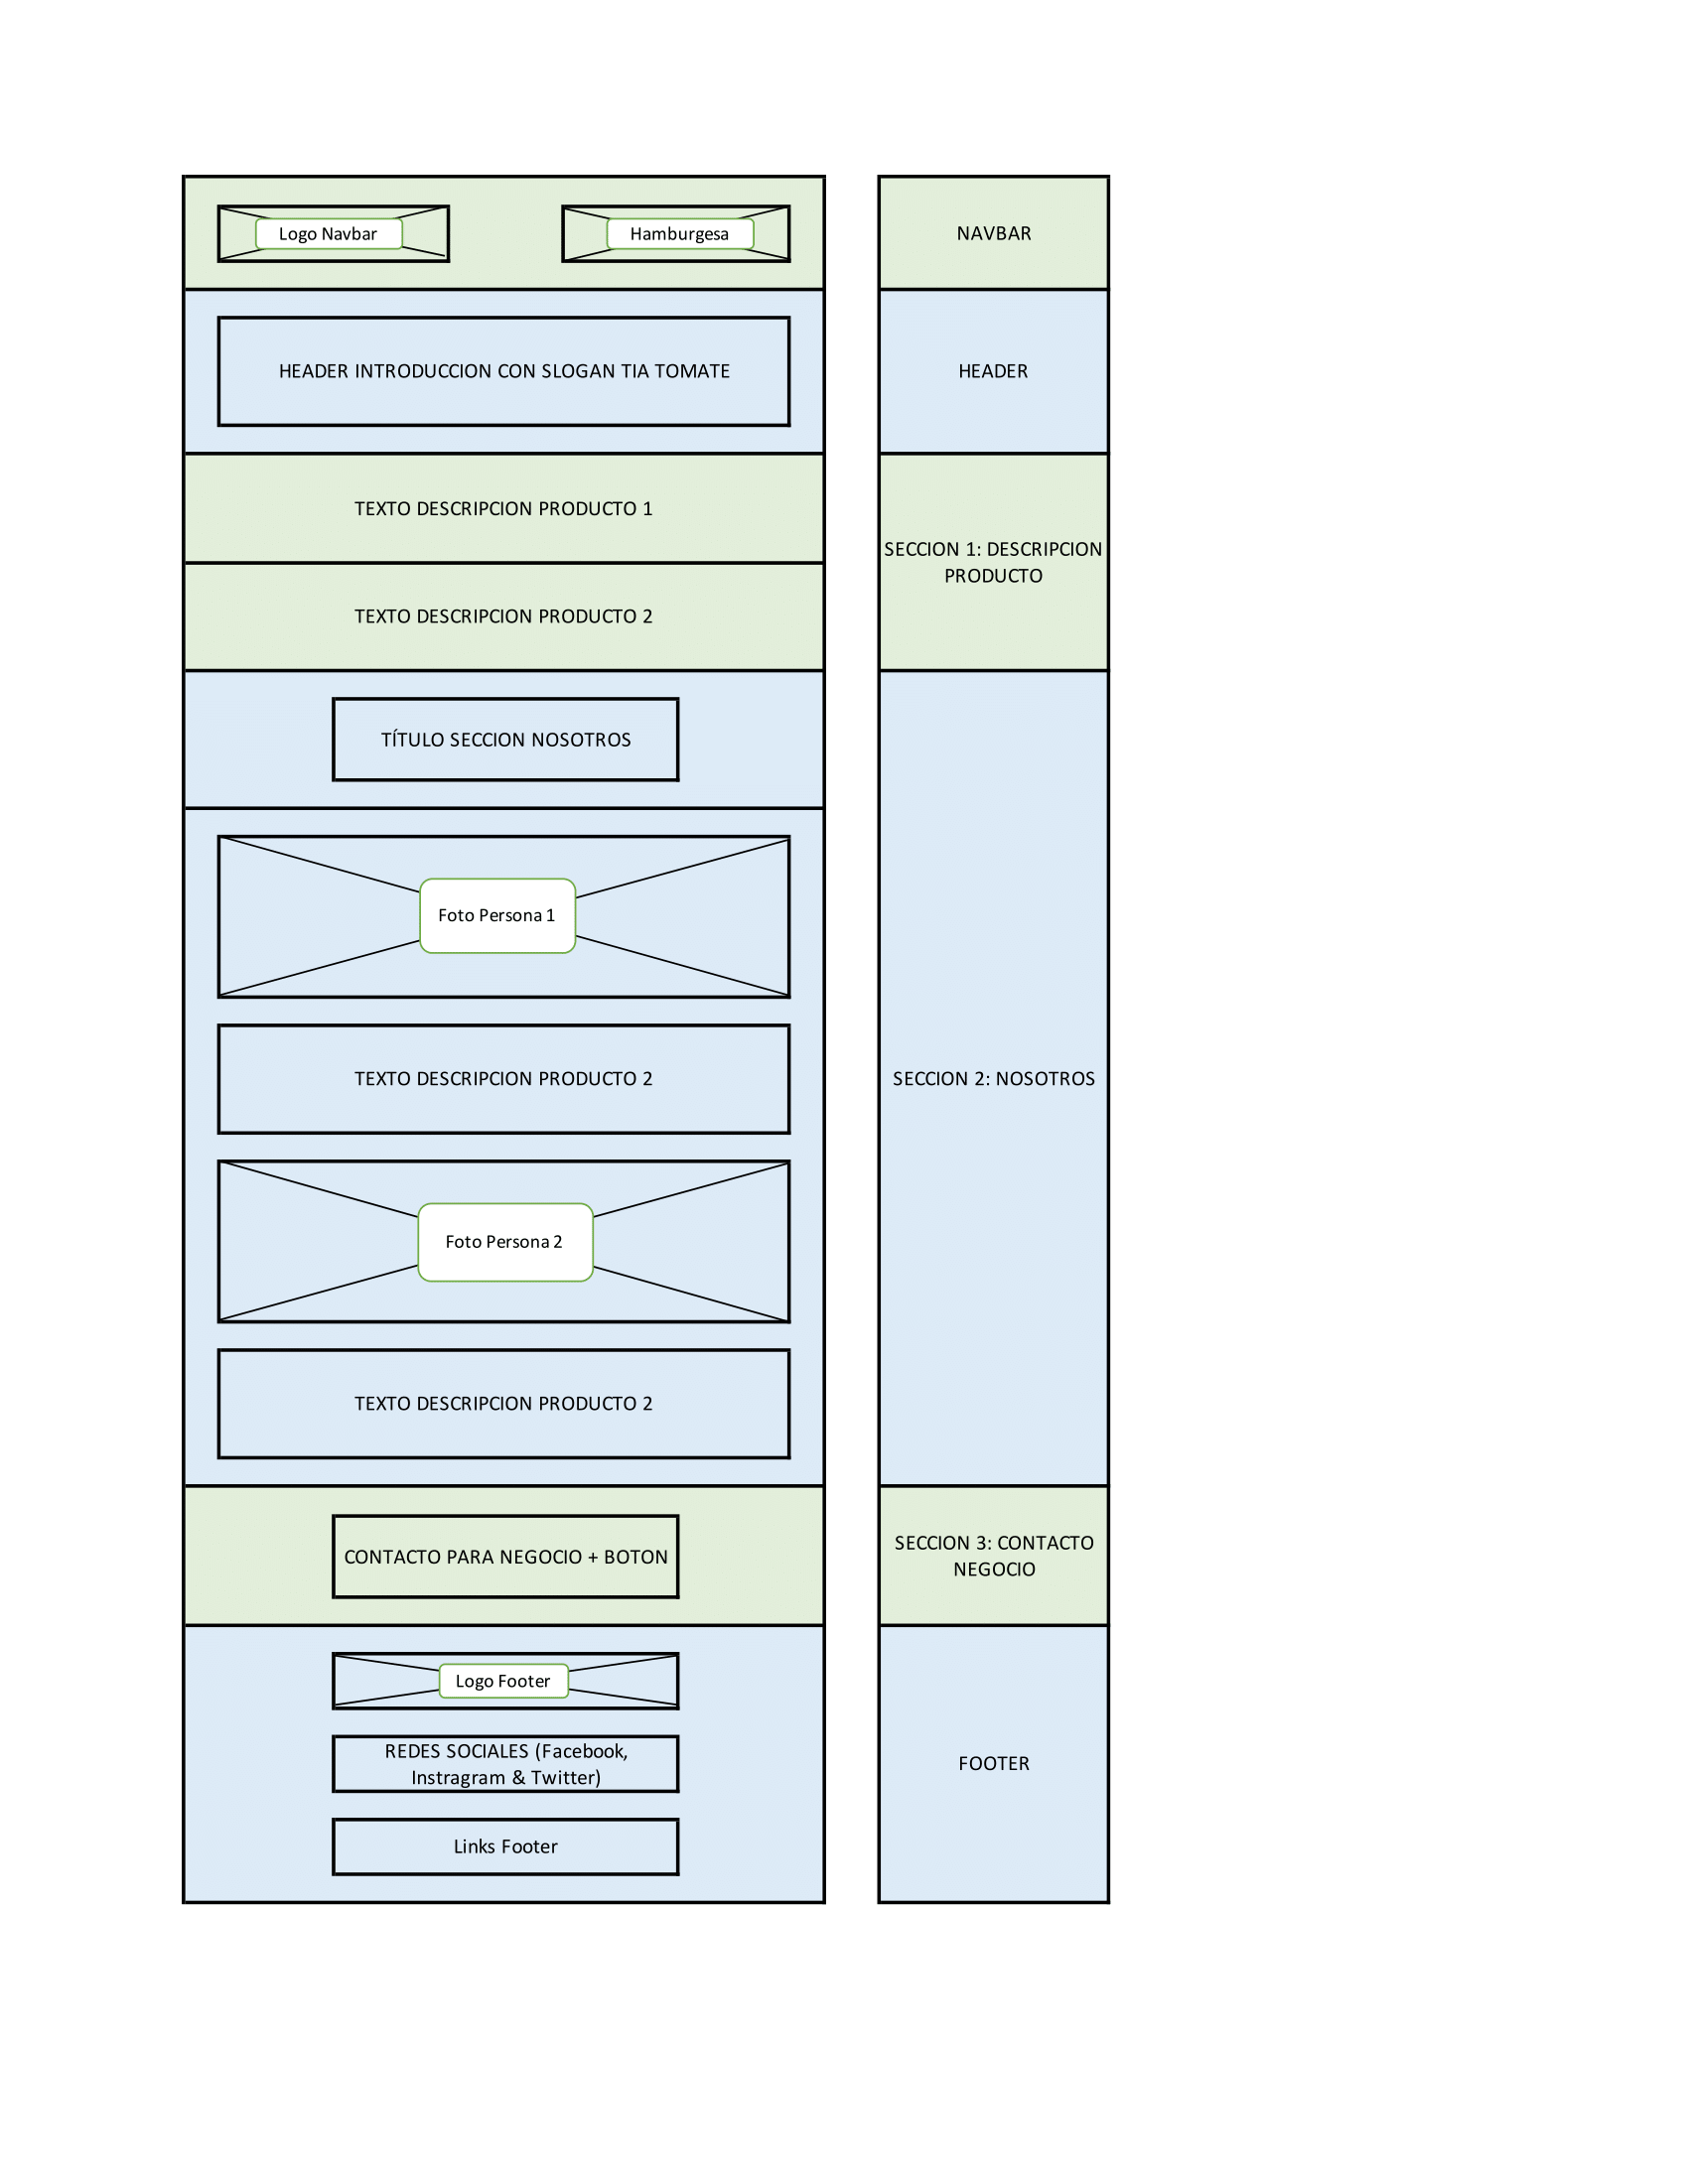 Logo Navbar
Hamburgesa
NAVBAR
HEADER INTRODUCCION CON SLOGAN TIA TOMATE
HEADER
TEXTO DESCRIPCION PRODUCTO 1
SECCION 1: DESCRIPCION
PRODUCTO
TEXTO DESCRIPCION PRODUCTO 2
TÍTULO SECCION NOSOTROS
Foto Persona 1
TEXTO DESCRIPCION PRODUCTO 2
SECCION 2: NOSOTROS
Foto Persona 2
TEXTO DESCRIPCION PRODUCTO 2
CONTACTO PARA NEGOCIO + BOTON
SECCION 3: CONTACTO
NEGOCIO
Logo Footer
REDES SOCIALES (Facebook,
Instragram & Twitter)
FOOTER
Links Footer